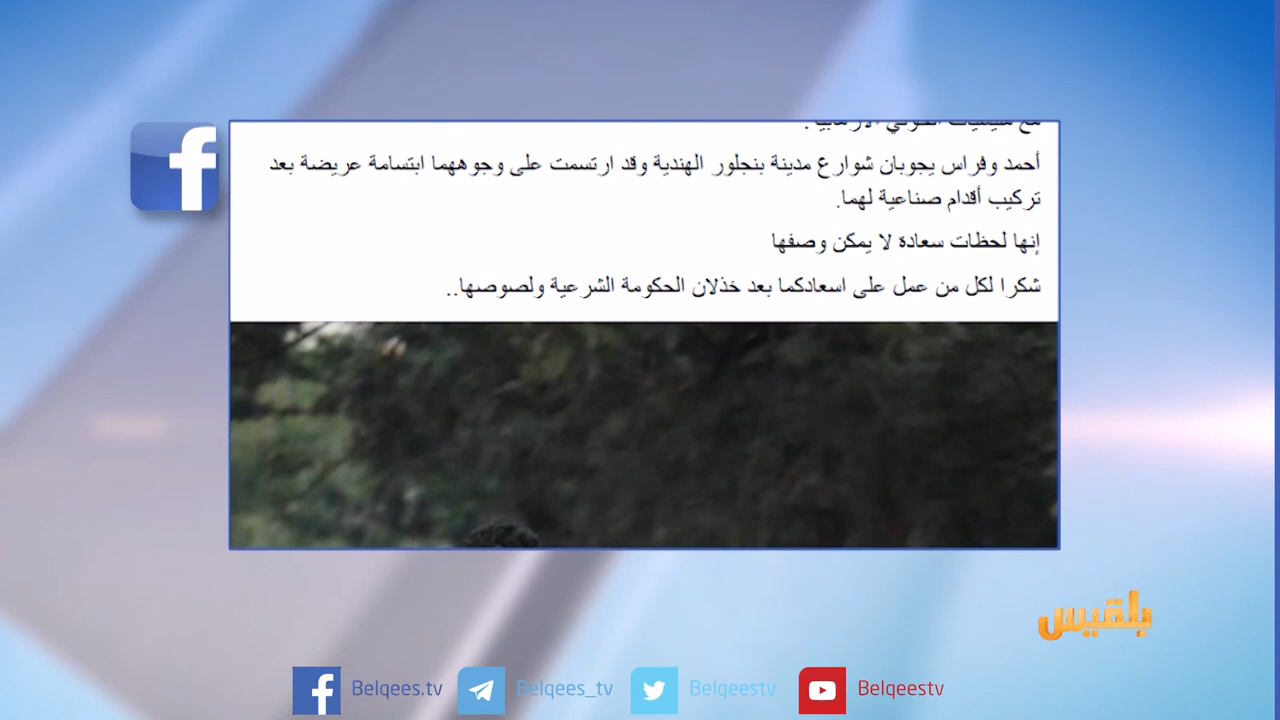 أحمد وفراس يجوبان شوارع مدينة بنجلور الهندية وقد ارتسمت على وجوههما ابتسامة عريضة بعد
تركيب أقدام صناعية لهما.
إنها لحظات سعادة لا يمكن وصفها
شكرا لكل من عمل على اسعادكما بعد خذلان الحكومة الشرعية ولصوصها..
بلقيس
Belqees.tv
Belqees_tv
Belqeestv
Belqeestv